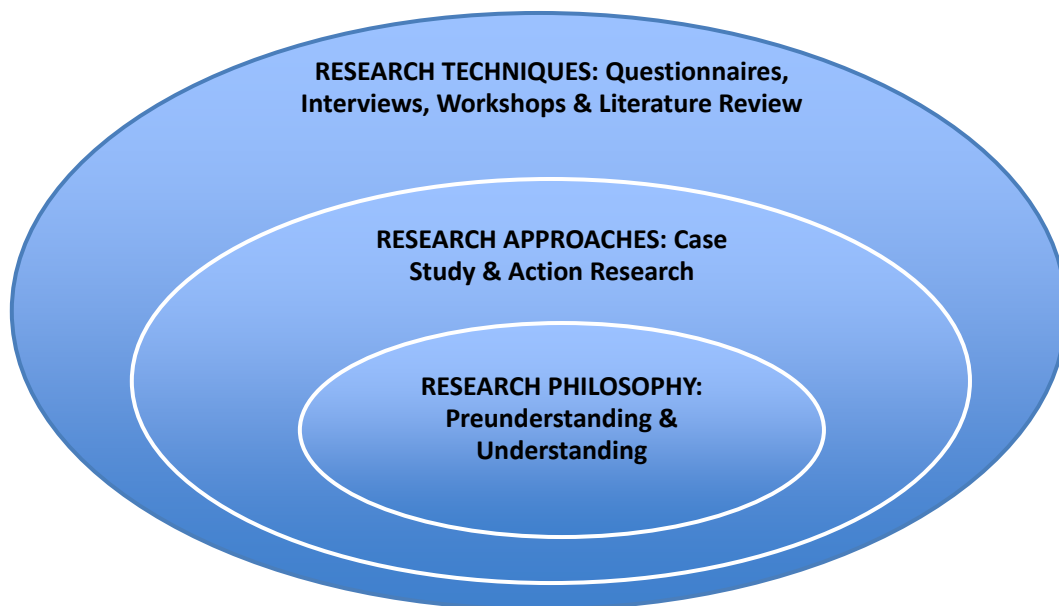 RESEARCH TECHNIQUES: Questionnaires,
Interviews, Workshops & Literature Review
RESEARCH APPROACHES: Case
Study & Action Research
RESEARCH PHILOSOPHY:
Preunderstanding &
Understanding